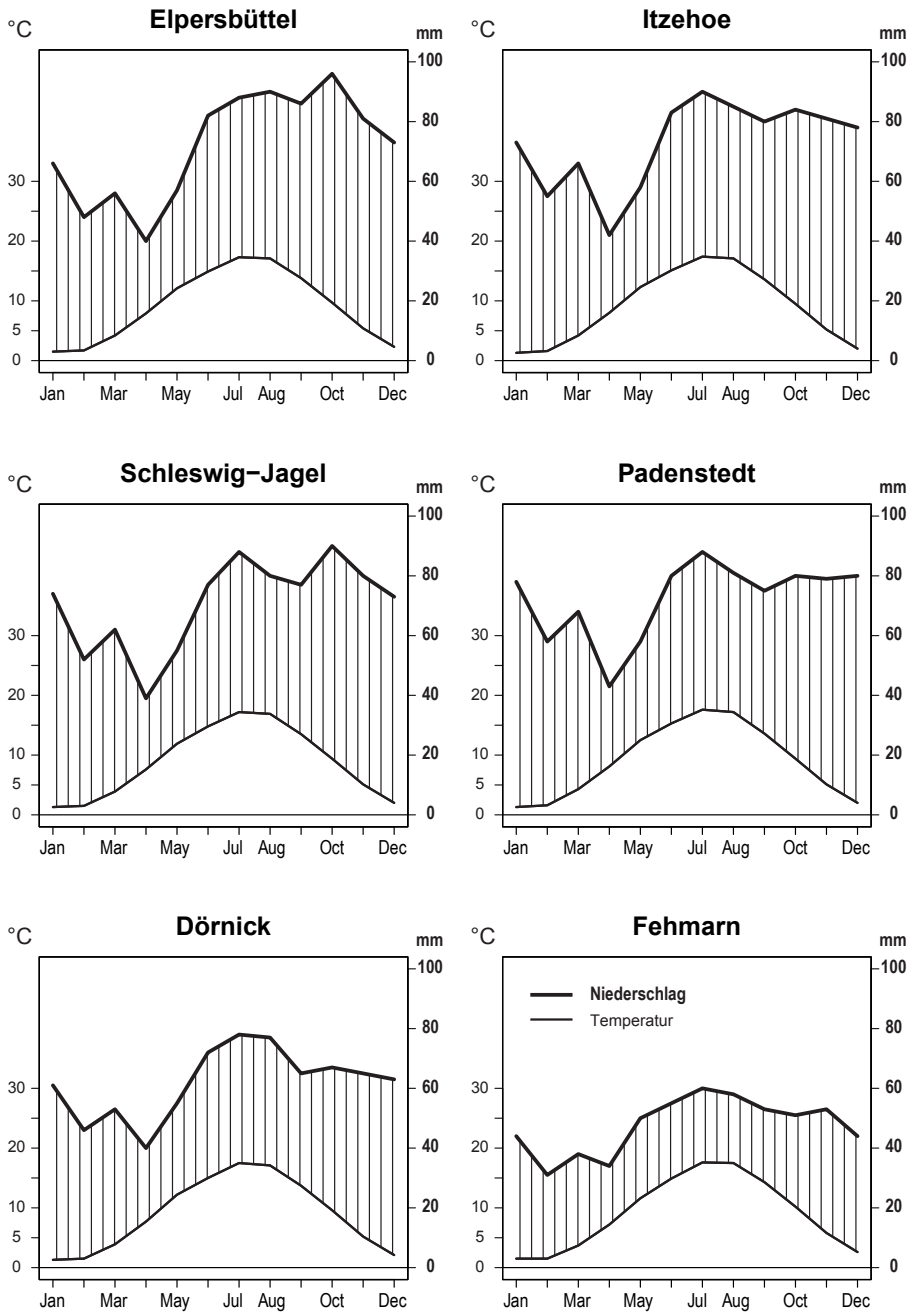 Elpersbüttel
°C
mm
100
80
60
40
20
0
30
20
10
5
0
Jan Mar May Jul Aug Oct Dec
Itzehoe
°C
mm
100
80
60
40
20
0
30
20
10
5
0
Jan Mar May Jul Aug Oct Dec
Schleswig−Jagel
°C
mm
100
80
60
40
20
0
30
20
10
5
0
Jan Mar May Jul Aug Oct Dec
Padenstedt
°C
mm
100
80
60
40
20
0
30
20
10
5
0
Jan Mar May Jul Aug Oct Dec
Dörnick
°C
mm
100
80
60
40
20
0
30
20
10
5
0
Jan Mar May Jul Aug Oct Dec
Fehmarn
°C
mm
100
80
60
40
20
0
30
20
10
5
0
Niederschlag
Temperatur
Jan Mar May Jul Aug Oct Dec